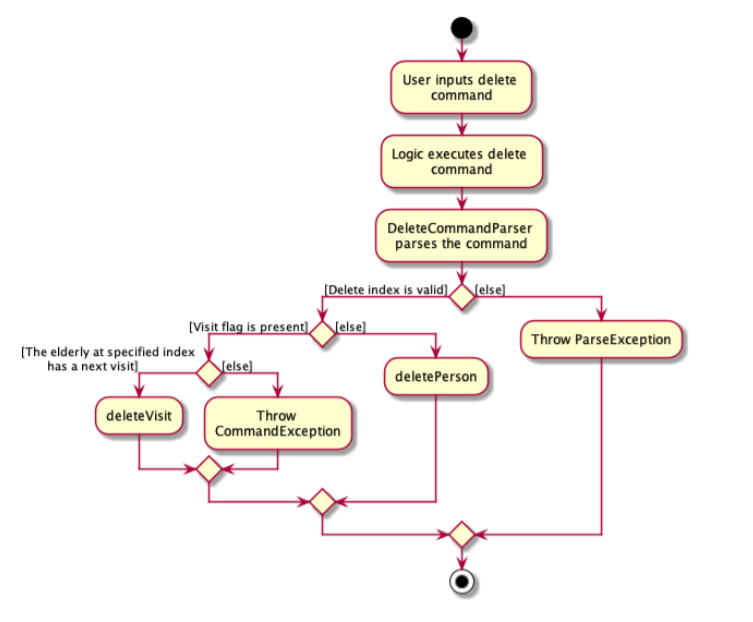 User inputs delete
command
Logic executes delete
command
DeleteCommandParser
parses the command
[Delete index is valid]
[else]
[Visit flag is present]
[else]
Throw ParseException
[The elderly at specified index
has a next visit]
[else]
deletePerson
deleteVisit
Throw
CommandException